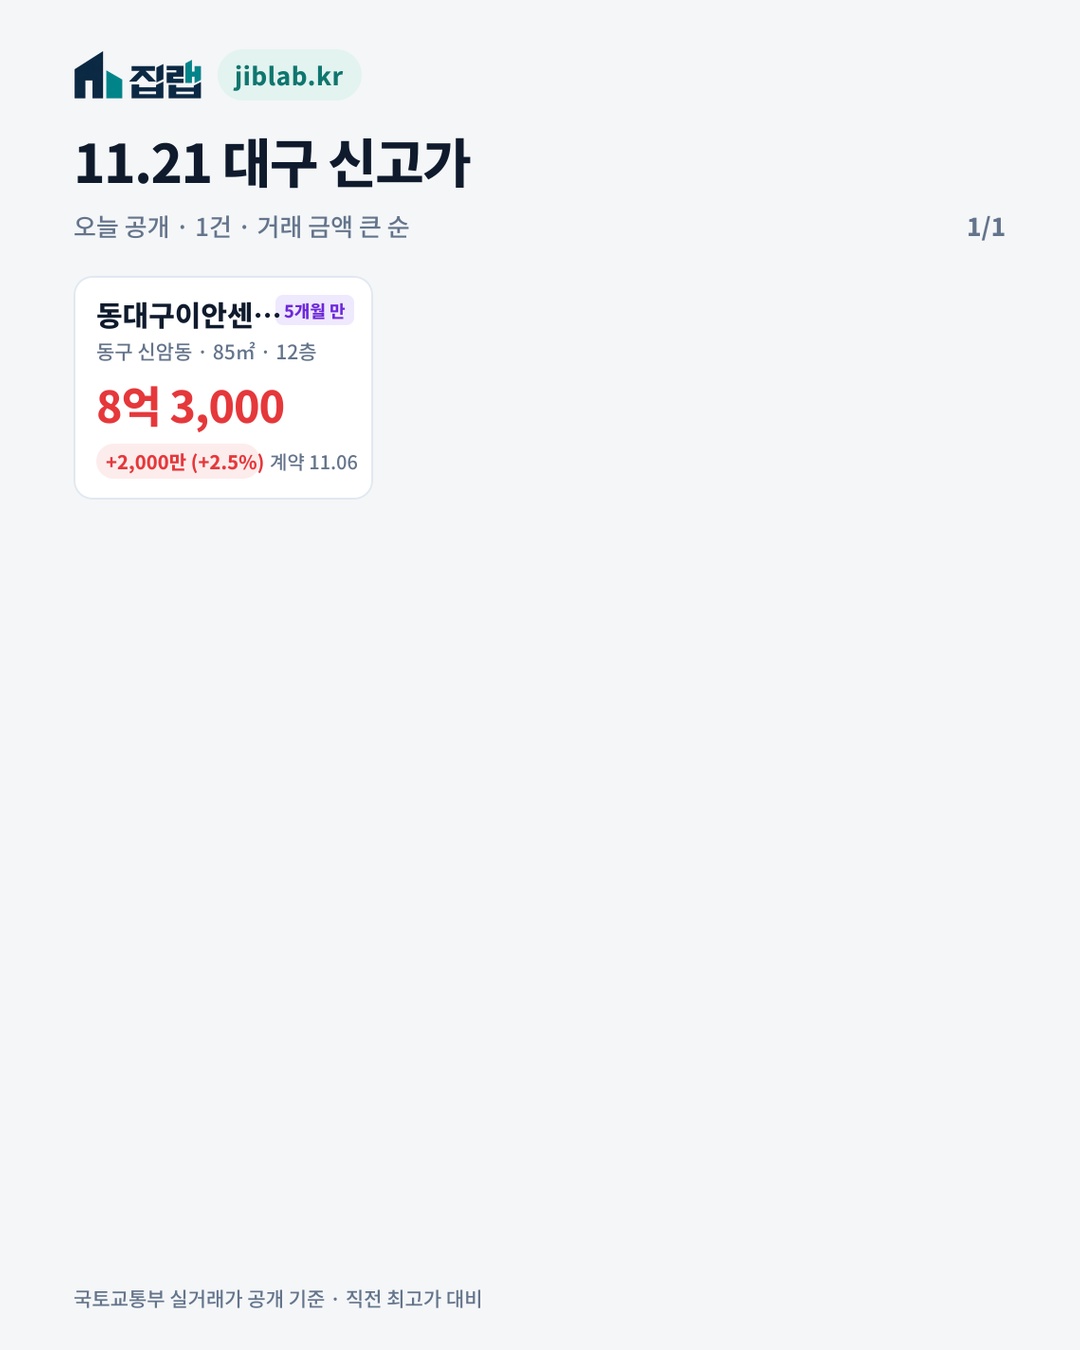 집랩 jiblab.kr
11.21 대구 신고가
오늘 공개 · 1건 · 거래 금액 큰 순 1/1
동대구이안센… 5개월 만
동구 신암동 · 85㎡ · 12층
8억 3,000
+2,000만 (+2.5%) 계약 11.06
국토교통부 실거래가 공개 기준 · 직전 최고가 대비